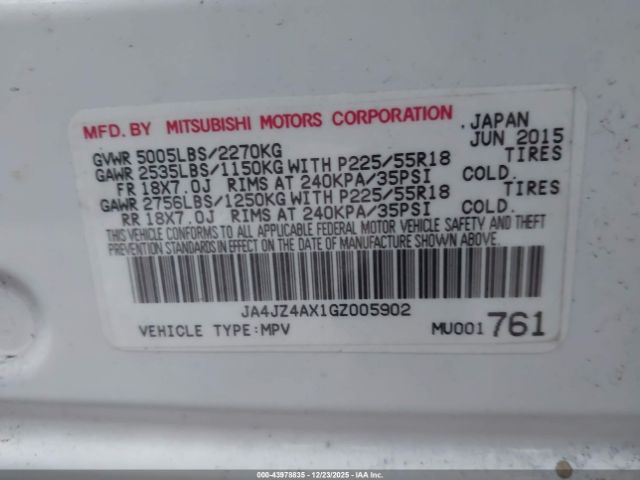 MFD. BY MITSUBISHI MOTORS CORPORATION . JAPAN
GVWR 5005LBS/2270KG JUN 2015
GAWR 2535LBS/1150KG WITH P225/55R18 TIRES
FR 18X7.0J RIMS AT 240KPA/35PSI COLD.
GAWR 2756LBS/1250KG WITH P225/55R18 TIRES
RR 18X7.0J RIMS AT 240KPA/35PSI COLD.
THIS VEHICLE CONFORMS TO ALL APPLICABLE FEDERAL MOTOR VEHICLE SAFETY AND THEFT
PREVENTION STANDARDS IN EFFECT ON THE DATE OF MANUFACTURE SHOWN ABOVE.
JA4JZ4AX1GZ005902
VEHICLE TYPE:MPV MU001 761
000-43978835 - 12/23/2025 - IAA INC.